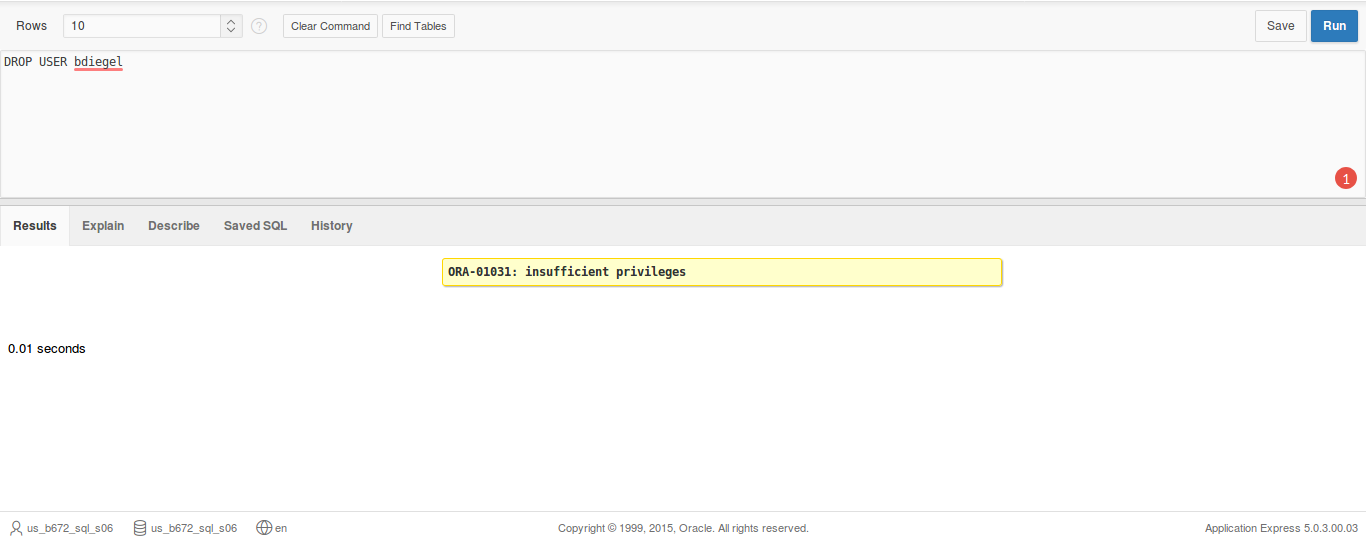 Rows 10 ? Clear Command Find Tables Save Run
DROP USER bdiegel
1
Results Explain Describe Saved SQL History
ORA-01031: insufficient privileges
0.01 seconds
us_b672_sql_s06 us_b672_sql_s06 en Copyright © 1999, 2015, Oracle. All rights reserved. Application Express 5.0.3.00.03